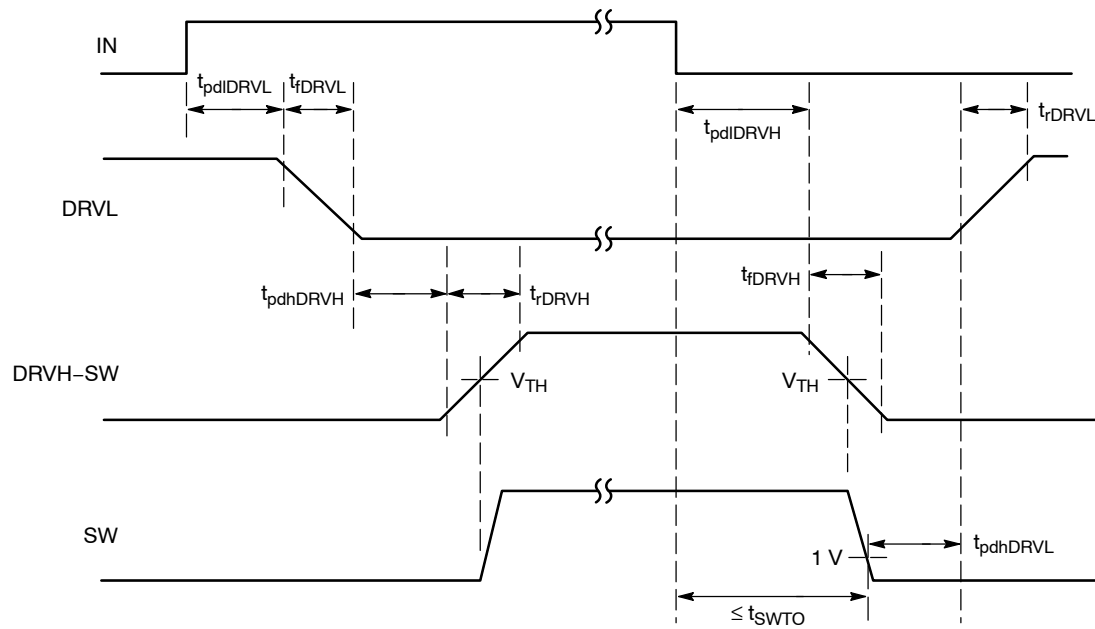 IN
tpdlDRVL
tfDRVL
tpdlDRVH
trDRVL
DRVL
tpdhDRVH
trDRVH
tfDRVH
DRVH−SW
VTH
VTH
SW
1 V
tpdhDRVL
≤ tSWTO